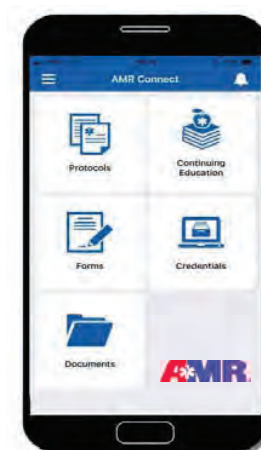 AMR Connect
Protocols
Continuing
Education
Forms
Credentials
Documents
AMR